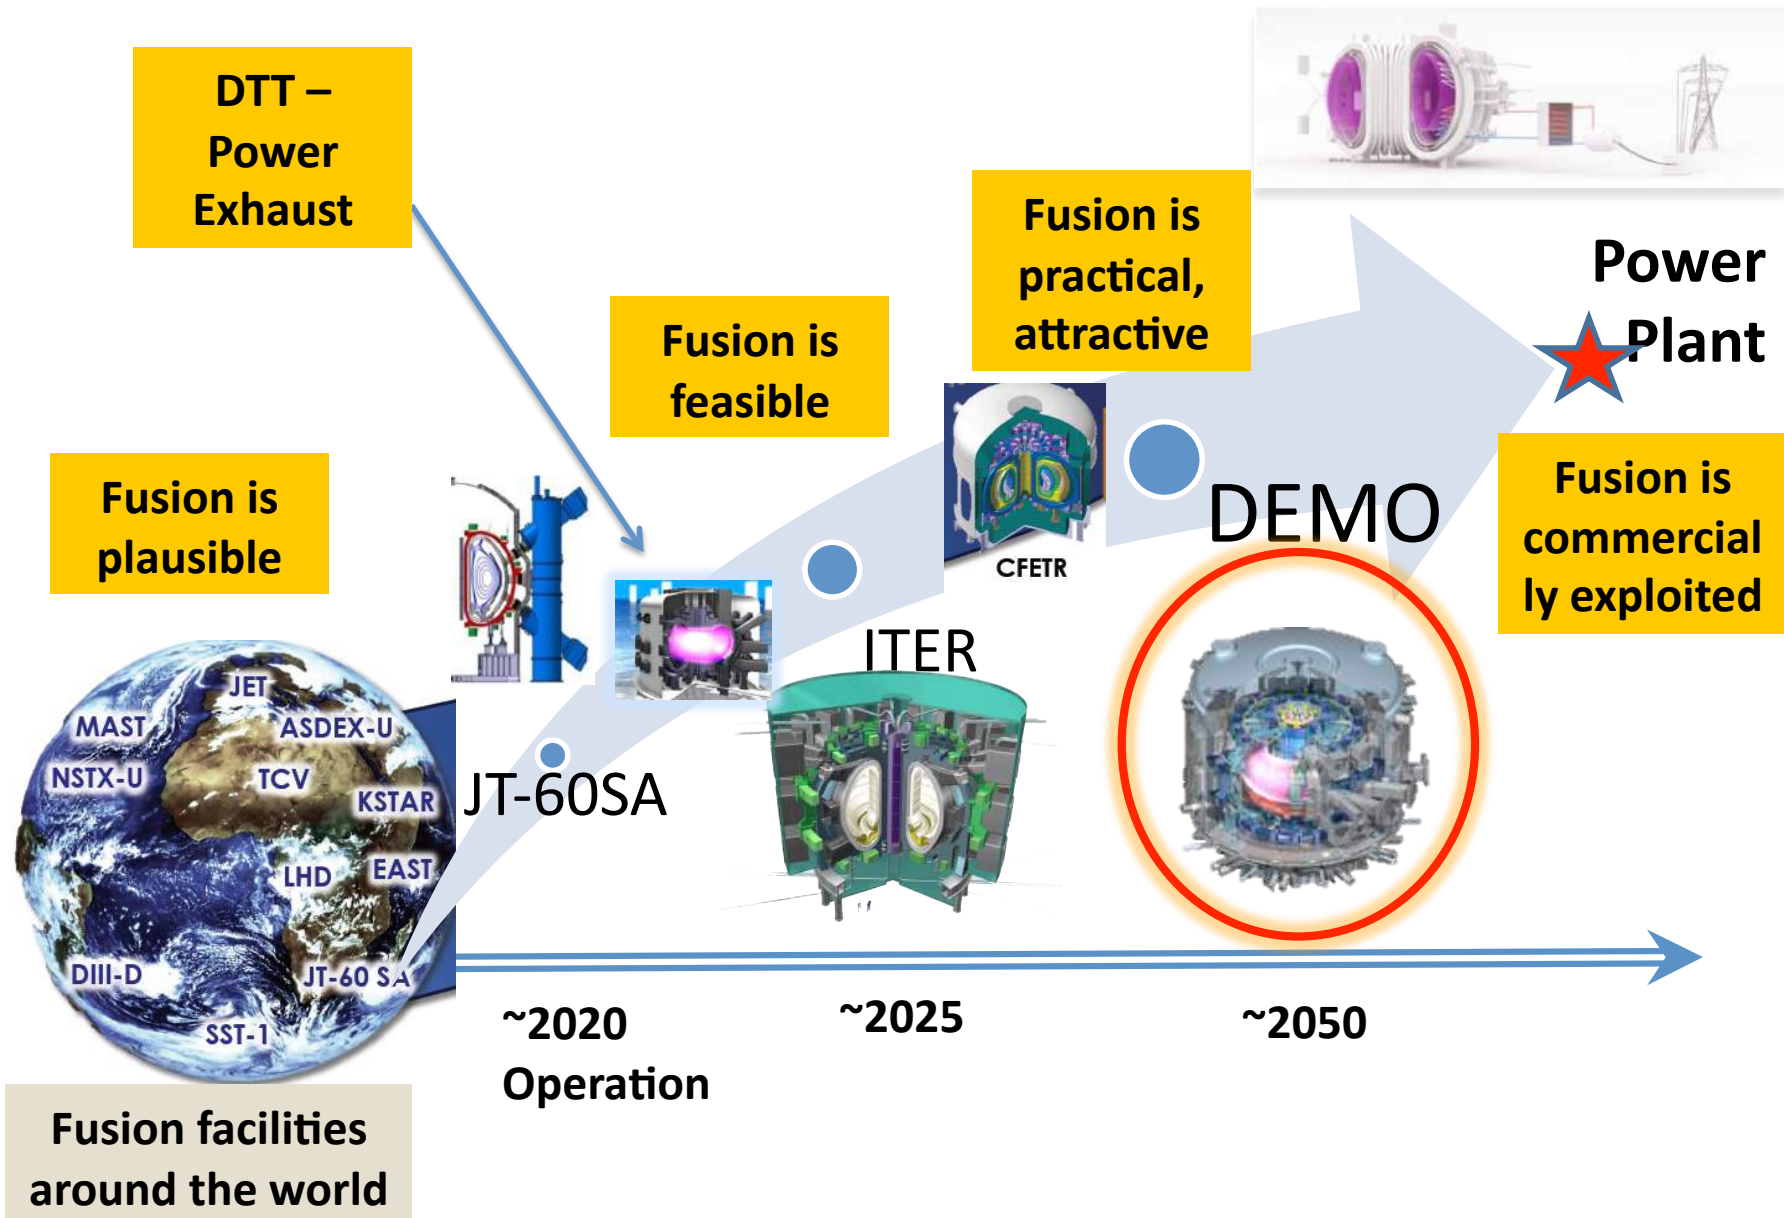 DTT –
Power
Exhaust
Fusion is
practical,
attractive
Power
Plant
Fusion is
feasible
Fusion is
plausible
Fusion is
commercial
ly exploited
DEMO
CFETR
ITER
JT-60SA
JET
MAST
ASDEX-U
NSTX-U
TCV
KSTAR
LHD
EAST
DIII-D
JT-60 SA
SST-1
~2020
Operation
~2025
~2050
Fusion facilities
around the world